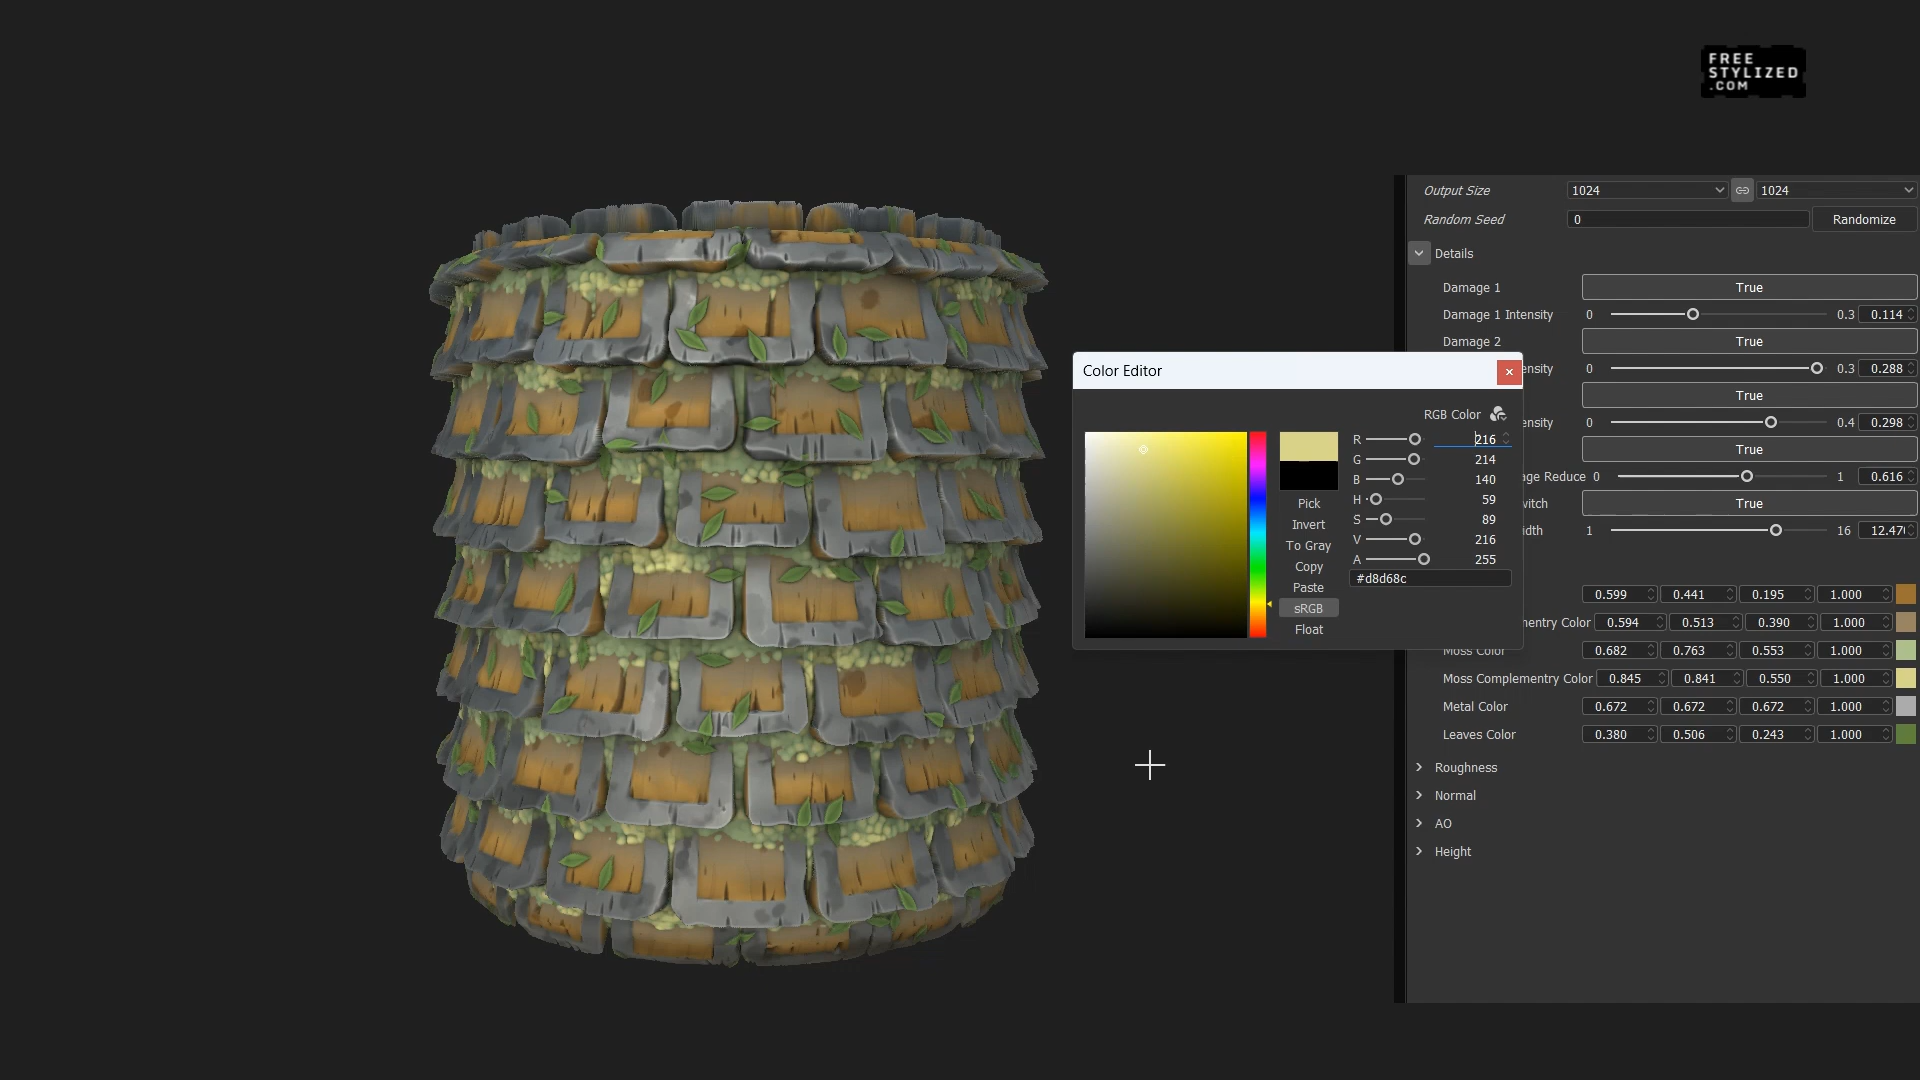 FREE
STYLIZED
.COM
Output Size 1024 1024
Random Seed 0 Randomize
Details
Damage 1 True
Damage 1 Intensity 0 0.3 0.114
Damage 2 True
ensity 0 0.3 0.288
True
ensity 0 0.4 0.298
True
age Reduce 0 1 0.616
witch True
idth 1 16 12.47
0.599 0.441 0.195 1.000
mentry Color 0.594 0.513 0.390 1.000
Moss Color 0.682 0.763 0.553 1.000
Moss Complementry Color 0.845 0.841 0.550 1.000
Metal Color 0.672 0.672 0.672 1.000
Leaves Color 0.380 0.506 0.243 1.000
Roughness
Normal
AO
Height
Color Editor
RGB Color
R 216
G 214
B 140
H 59
S 89
V 216
A 255
#d8d68c
Pick
Invert
To Gray
Copy
Paste
sRGB
Float